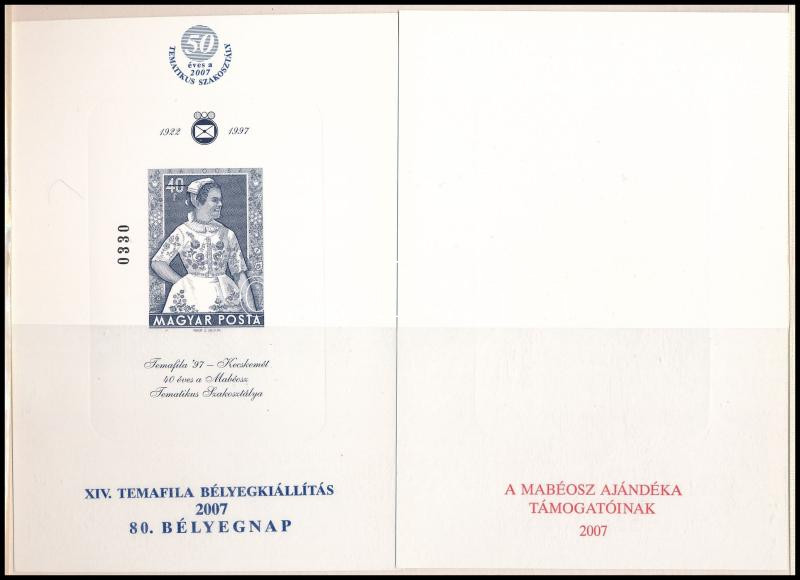 50
éves a
2007
TEMATIKUS SZAKOSZTÁLY
1922 1997
KALOCSA
40
f
0330
MAGYAR POSTA
Temafila '97 – Kecskemét
40 éves a Mabéosz
Tematikus Szakosztálya
XIV. TEMAFILA BÉLYEGKIÁLLÍTÁS
2007
80. BÉLYEGNAP
A MABÉOSZ AJÁNDÉKA
TÁMOGATÓINAK
2007